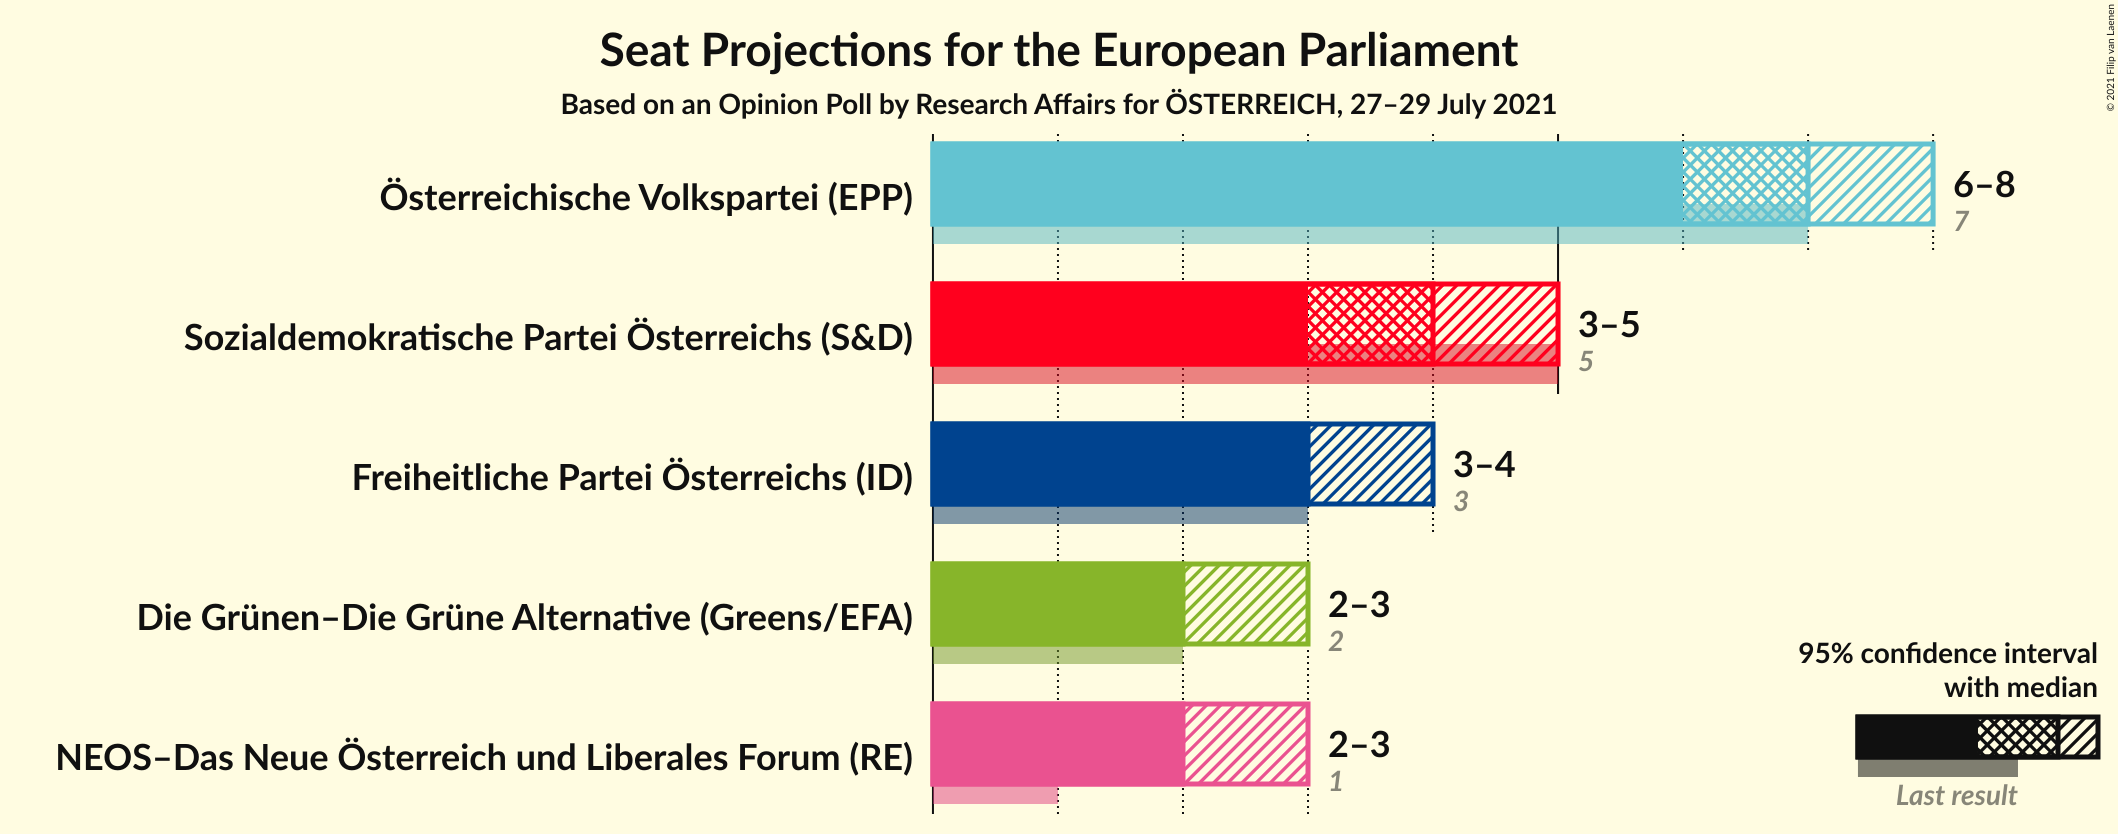 Seat Projections for the European Parliament
Based on an Opinion Poll by Research Affairs for ÖSTERREICH, 27–29 July 2021
© 2021 Filip van Laenen
Österreichische Volkspartei (EPP)
6–8
7
Sozialdemokratische Partei Österreichs (S&D)
3–5
5
Freiheitliche Partei Österreichs (ID)
3–4
3
Die Grünen–Die Grüne Alternative (Greens/EFA)
2–3
2
NEOS–Das Neue Österreich und Liberales Forum (RE)
2–3
1
95% confidence interval
with median
Last result